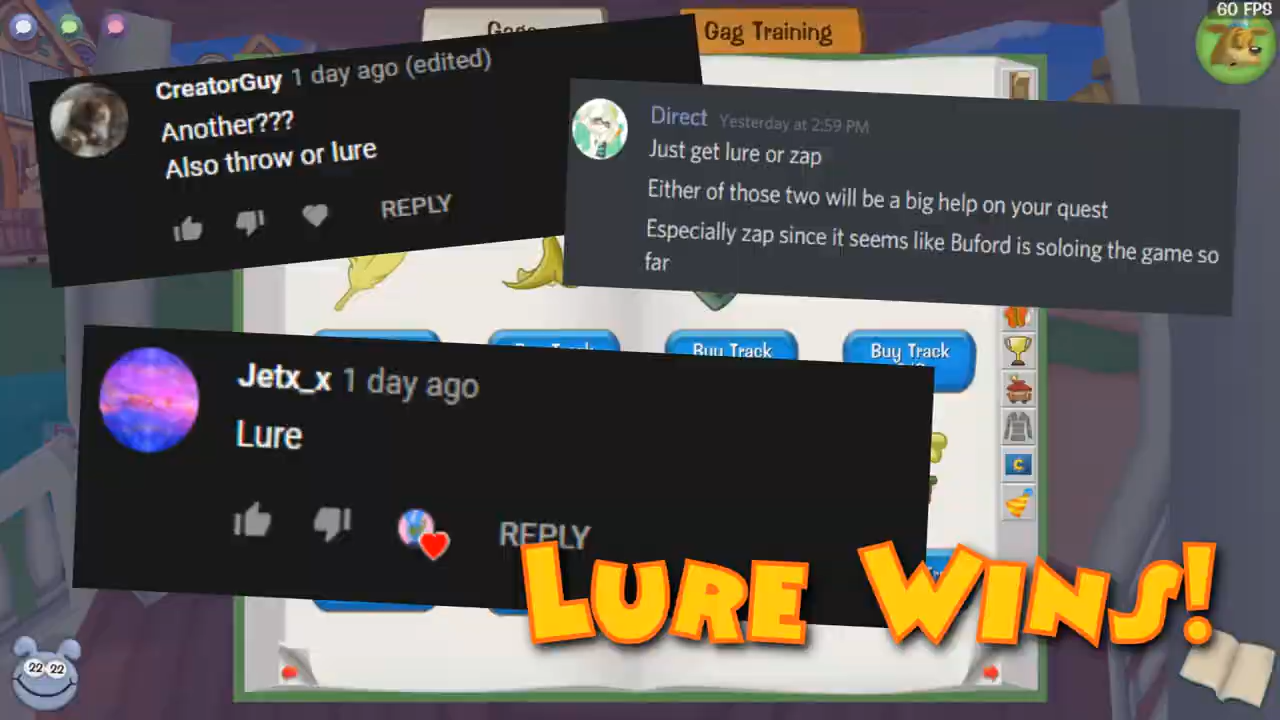 60 FPS
Gags
Gag Training
CreatorGuy 1 day ago (edited)
Another???
Also throw or lure
REPLY
Direct Yesterday at 2:59 PM
Just get lure or zap
Either of those two will be a big help on your quest
Especially zap since it seems like Buford is soloing the game so
far
Buy Track
Buy Track
Buy Track
Jetx_x 1 day ago
Lure
REPLY
C
LURE WINS!
22 22